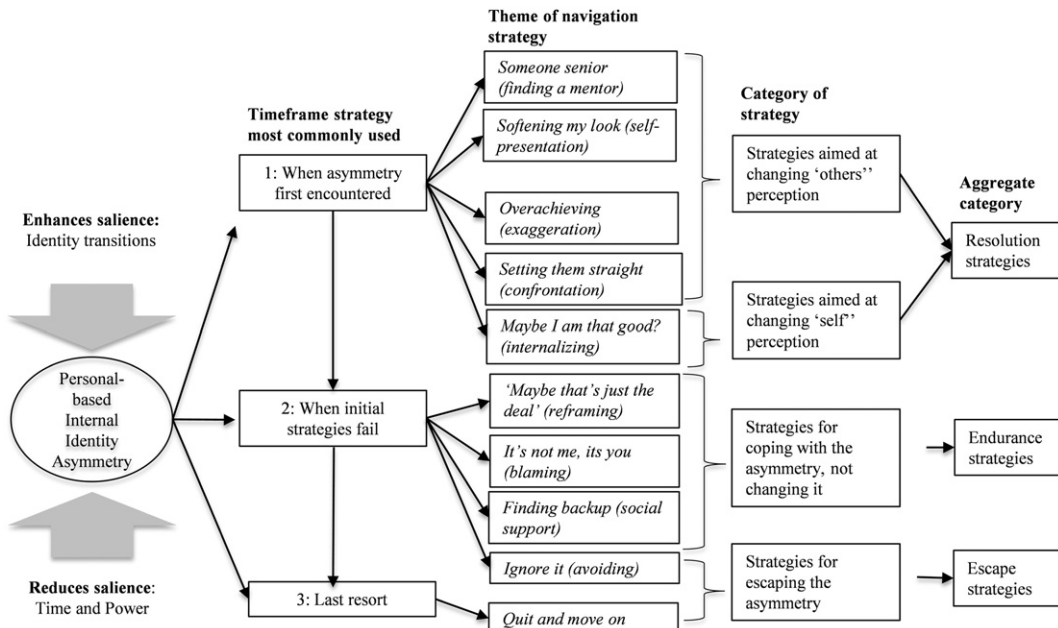 Theme of navigation
strategy
Someone senior
(finding a mentor)
Category of
strategy
Timeframe strategy
most commonly used
Softening my look (self-
presentation)
Strategies aimed at
changing ‘others’’
perception
1: When asymmetry
first encountered
Aggregate
category
Enhances salience:
Identity transitions
Overachieving
(exaggeration)
Resolution
strategies
Setting them straight
(confrontation)
Strategies aimed at
changing ‘self’’
perception
Maybe I am that good?
(internalizing)
Personal-
based
Internal
Identity
Asymmetry
2: When initial
strategies fail
‘Maybe that’s just the
deal’ (reframing)
Strategies for
coping with the
asymmetry, not
changing it
Endurance
strategies
It’s not me, its you
(blaming)
Finding backup (social
support)
Ignore it (avoiding)
Strategies for
escaping the
asymmetry
Escape
strategies
Reduces salience:
Time and Power
3: Last resort
Quit and move on